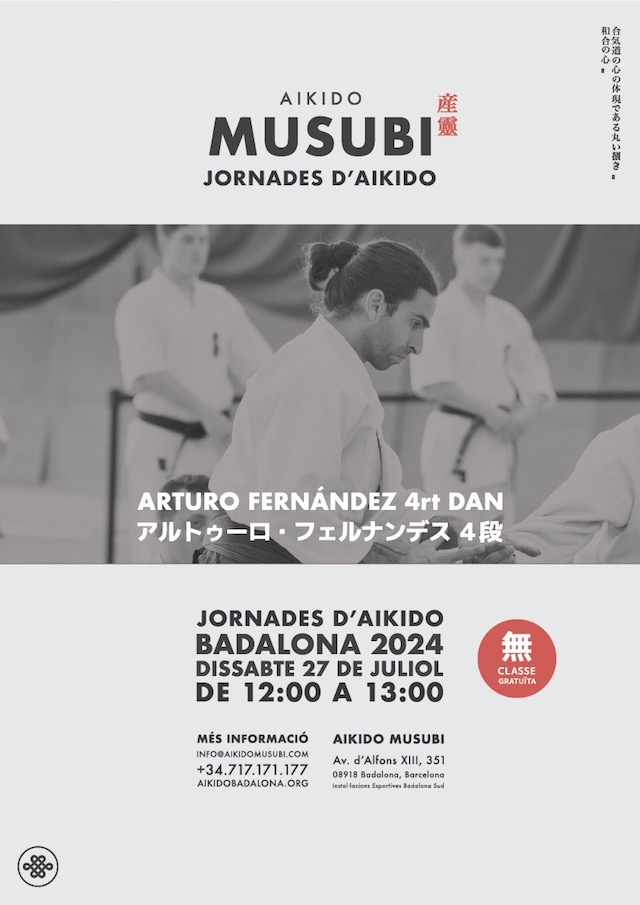 AIKIDO
MUSUBI
産靈
JORNADES D'AIKIDO
合気道の心の体現である丸い捌き。
和合の心。
ARTURO FERNÁNDEZ 4rt DAN
アルトゥーロ・フェルナンデス 4段
JORNADES D'AIKIDO
BADALONA 2024
DISSABTE 27 DE JULIOL
DE 12:00 A 13:00
無
CLASSE
GRATUÏTA
MÉS INFORMACIÓ
INFO@AIKIDOMUSUBI.COM
+34.717.171.177
AIKIDOBADALONA.ORG
AIKIDO MUSUBI
Av. d'Alfons XIII, 351
08918 Badalona, Barcelona
Instal·lacions Esportives Badalona Sud